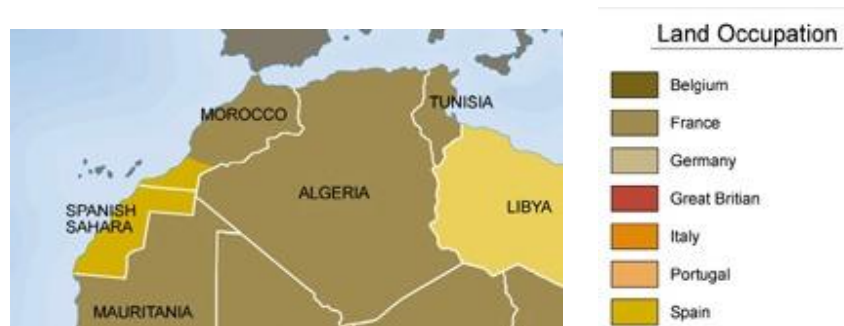 MOROCCO
TUNISIA
ALGERIA
LIBYA
SPANISH
SAHARA
MAURITANIA
Land Occupation
Belgium
France
Germany
Great Britian
Italy
Portugal
Spain